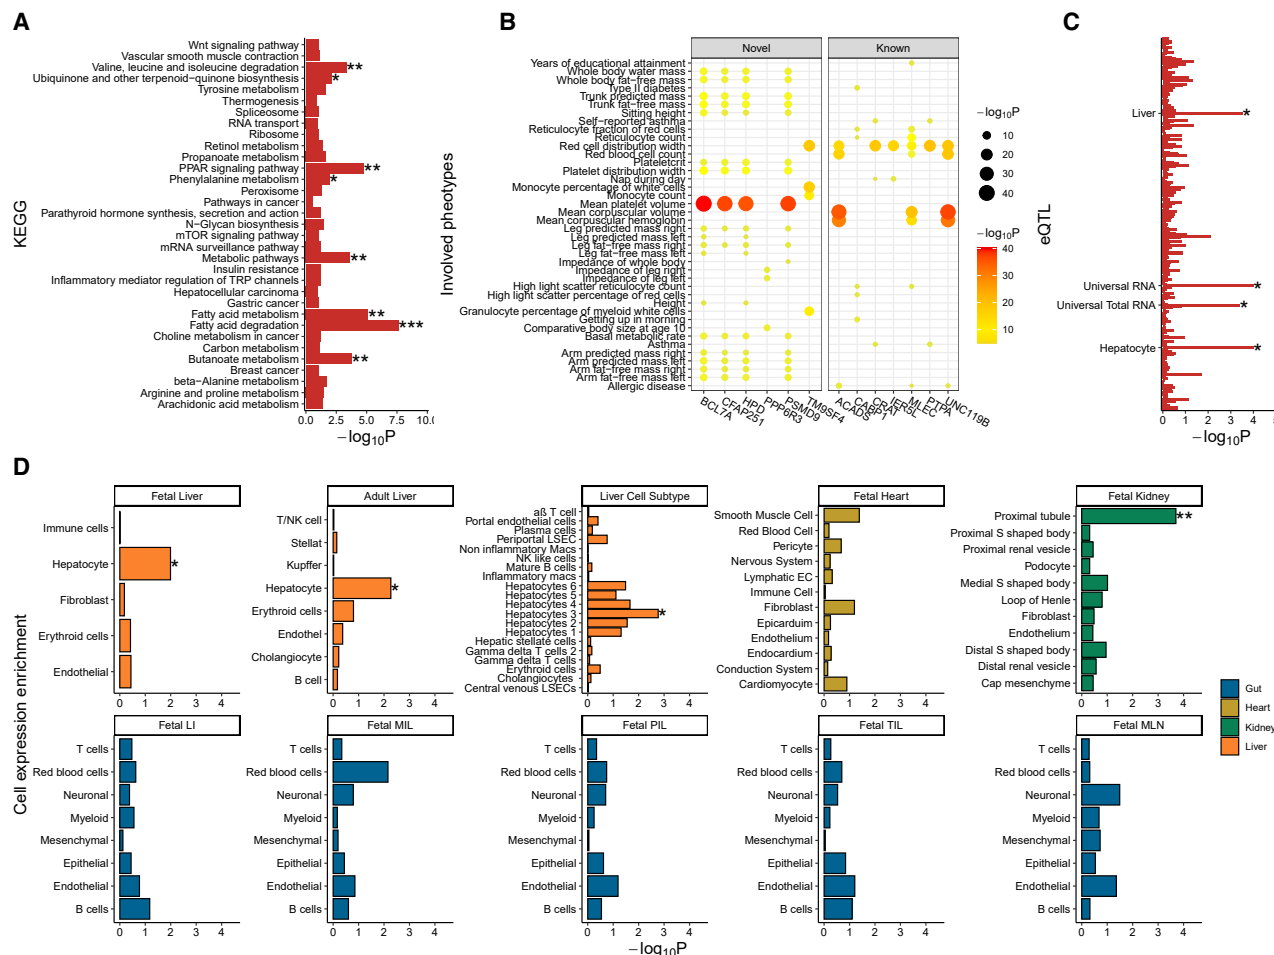 A
KEGG
Wnt signaling pathway
Vascular smooth muscle contraction
Valine, leucine and isoleucine degradation
Ubiquinone and other terpenoid-quinone biosynthesis
Tyrosine metabolism
Thermogenesis
Spliceosome
RNA transport
Ribosome
Retinol metabolism
Propanoate metabolism
PPAR signaling pathway
Phenylalanine metabolism
Peroxisome
Pathways in cancer
Parathyroid hormone synthesis, secretion and action
N-Glycan biosynthesis
mTOR signaling pathway
mRNA surveillance pathway
Metabolic pathways
Insulin resistance
Inflammatory mediator regulation of TRP channels
Hepatocellular carcinoma
Gastric cancer
Fatty acid metabolism
Fatty acid degradation
Choline metabolism in cancer
Carbon metabolism
Butanoate metabolism
Breast cancer
beta-Alanine metabolism
Arginine and proline metabolism
Arachidonic acid metabolism
**
*
**
*
**
**
***
**
0.0 2.5 5.0 7.5 10.0
−log10P
B
Involved pheotypes
Novel Known
Years of educational attainment
Whole body water mass
Whole body fat-free mass
Type II diabetes
Trunk predicted mass
Trunk fat-free mass
Sitting height
Self-reported asthma
Reticulocyte fraction of red cells
Reticulocyte count
Red cell distribution width
Red blood cell count
Plateletcrit
Platelet distribution width
Nap during day
Monocyte percentage of white cells
Monocyte count
Mean platelet volume
Mean corpuscular volume
Mean corpuscular hemoglobin
Leg predicted mass right
Leg predicted mass left
Leg fat-free mass right
Leg fat-free mass left
Impedance of whole body
Impedance of leg right
Impedance of leg left
High light scatter reticulocyte count
High light scatter percentage of red cells
Height
Granulocyte percentage of myeloid white cells
Getting up in morning
Comparative body size at age 10
Basal metabolic rate
Asthma
Arm predicted mass right
Arm predicted mass left
Arm fat-free mass right
Arm fat-free mass left
Allergic disease
BCL7A CFAP251 HPD PPP6R3 PSMD9 TM9SF4 ACADS CABP1 CRAT IER5L MLEC PTPA UNC119B
−log10P
10
20
30
40
−log10P
40
30
20
10
C
eQTL
Liver *
Universal RNA *
Universal Total RNA *
Hepatocyte *
0 1 2 3 4 5
−log10P
D
Cell expression enrichment
Fetal Liver
Immune cells
Hepatocyte *
Fibroblast
Erythroid cells
Endothelial
0 1 2 3 4
Adult Liver
T/NK cell
Stellat
Kupffer
Hepatocyte *
Erythroid cells
Endothel
Cholangiocyte
B cell
0 1 2 3 4
Liver Cell Subtype
aß T cell
Portal endothelial cells
Plasma cells
Periportal LSEC
Non inflammatory Macs
NK like cells
Mature B cells
Inflammatory macs
Hepatocytes 6
Hepatocytes 5
Hepatocytes 4
Hepatocytes 3 *
Hepatocytes 2
Hepatocytes 1
Hepatic stellate cells
Gamma delta T cells 2
Gamma delta T cells
Erythroid cells
Cholangiocytes
Central venous LSECs
0 1 2 3 4
Fetal Heart
Smooth Muscle Cell
Red Blood Cell
Pericyte
Nervous System
Lymphatic EC
Immune Cell
Fibroblast
Epicarduim
Endothelium
Endocardium
Conduction System
Cardiomyocyte
0 1 2 3 4
Fetal Kidney
Proximal tubule **
Proximal S shaped body
Proximal renal vesicle
Podocyte
Medial S shaped body
Loop of Henle
Fibroblast
Endothelium
Distal S shaped body
Distal renal vesicle
Cap mesenchyme
0 1 2 3 4
Gut
Heart
Kidney
Liver
Fetal LI
T cells
Red blood cells
Neuronal
Myeloid
Mesenchymal
Epithelial
Endothelial
B cells
0 1 2 3 4
Fetal MIL
T cells
Red blood cells
Neuronal
Myeloid
Mesenchymal
Epithelial
Endothelial
B cells
0 1 2 3 4
Fetal PIL
T cells
Red blood cells
Neuronal
Myeloid
Mesenchymal
Epithelial
Endothelial
B cells
0 1 2 3 4
Fetal TIL
T cells
Red blood cells
Neuronal
Myeloid
Mesenchymal
Epithelial
Endothelial
B cells
0 1 2 3 4
Fetal MLN
T cells
Red blood cells
Neuronal
Myeloid
Mesenchymal
Epithelial
Endothelial
B cells
0 1 2 3 4
−log10P